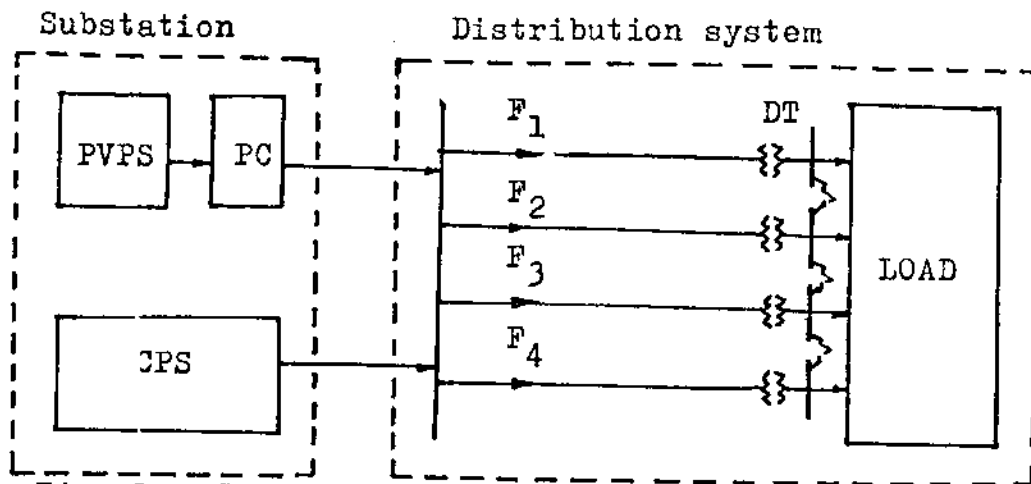 Substation
Distribution system
PVPS
PC
F1
DT
F2
F3
LOAD
F4